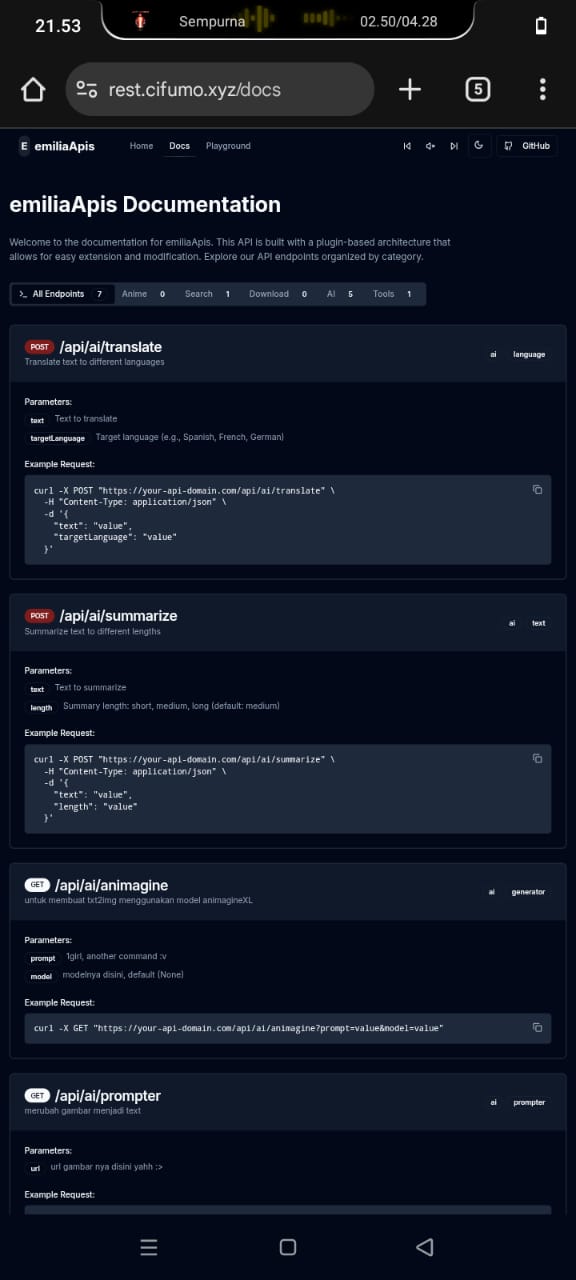 21.53
Sempurna
02.50/04.28
rest.cifumo.xyz/docs
5
E emiliaApis Home Docs Playground GitHub
emiliaApis Documentation
Welcome to the documentation for emiliaApis. This API is built with a plugin-based architecture that
allows for easy extension and modification. Explore our API endpoints organized by category.
All Endpoints 7 Anime 0 Search 1 Download 0 AI 5 Tools 1
POST /api/ai/translate
Translate text to different languages
ai language
Parameters:
text Text to translate
targetLanguage Target language (e.g., Spanish, French, German)
Example Request:
curl -X POST "https://your-api-domain.com/api/ai/translate" \
-H "Content-Type: application/json" \
-d '{
"text": "value",
"targetLanguage": "value"
}'
POST /api/ai/summarize
Summarize text to different lengths
ai text
Parameters:
text Text to summarize
length Summary length: short, medium, long (default: medium)
Example Request:
curl -X POST "https://your-api-domain.com/api/ai/summarize" \
-H "Content-Type: application/json" \
-d '{
"text": "value",
"length": "value"
}'
GET /api/ai/animagine
untuk membuat txt2img menggunakan model animagineXL
ai generator
Parameters:
prompt 1girl, another command :v
model modelnya disini, default (None)
Example Request:
curl -X GET "https://your-api-domain.com/api/ai/animagine?prompt=value&model=value"
GET /api/ai/prompter
merubah gambar menjadi text
ai prompter
Parameters:
url url gambar nya disini yahh :>
Example Request: